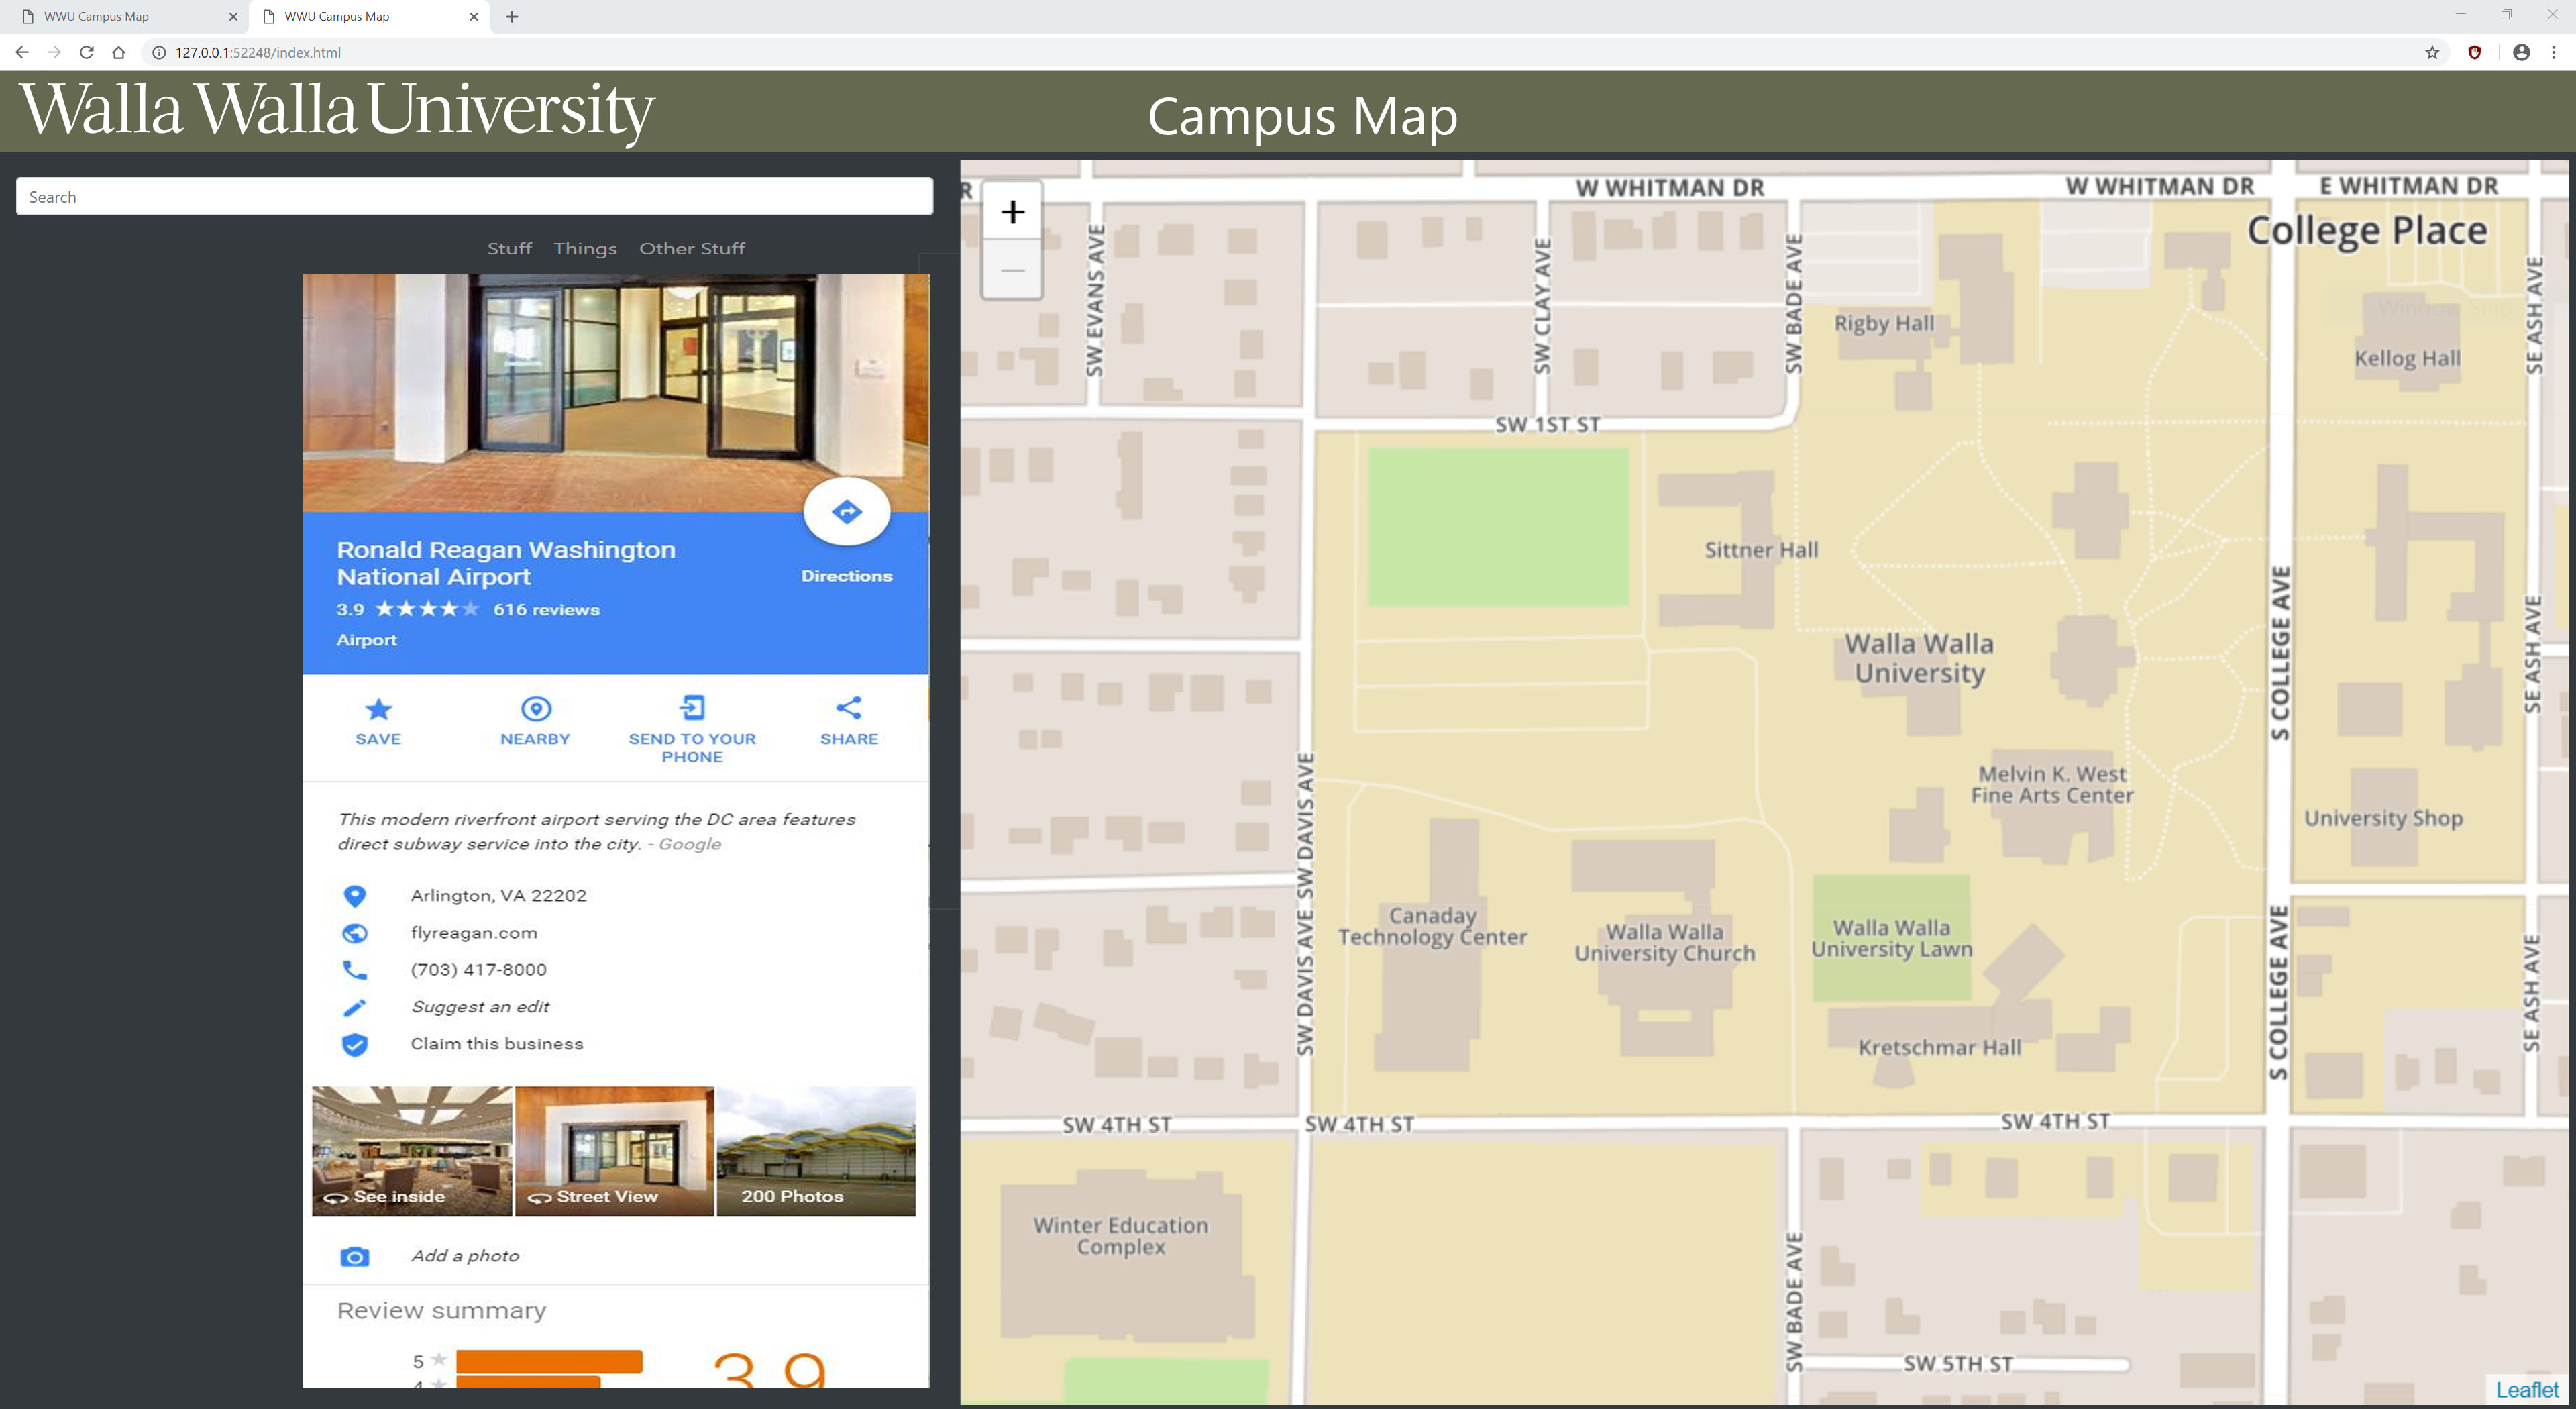 WWU Campus Map
WWU Campus Map
127.0.0.1:52248/index.html
Walla Walla University
Campus Map
Search
Stuff Things Other Stuff
Ronald Reagan Washington
National Airport
Directions
3.9
616 reviews
Airport
SAVE
NEARBY
SEND TO YOUR
PHONE
SHARE
This modern riverfront airport serving the DC area features
direct subway service into the city. - Google
Arlington, VA 22202
flyreagan.com
(703) 417-8000
Suggest an edit
Claim this business
See inside
Street View
200 Photos
Add a photo
Review summary
5
4
3.9
R
+
−
W WHITMAN DR
W WHITMAN DR
E WHITMAN DR
College Place
SW EVANS AVE
SW CLAY AVE
SW BADE AVE
SE ASH AVE
Rigby Hall
Window Snip
Kellog Hall
SW 1ST ST
Sittner Hall
S COLLEGE AVE
SE ASH AVE
Walla Walla
University
Melvin K. West
Fine Arts Center
University Shop
SW DAVIS AVE
SW DAVIS AVE
Canaday
Technology Center
Walla Walla
University Church
Walla Walla
University Lawn
S COLLEGE AVE
SE ASH AVE
Kretschmar Hall
SW 4TH ST
SW 4TH ST
SW 4TH ST
Winter Education
Complex
SW BADE AVE
SW 5TH ST
Leaflet